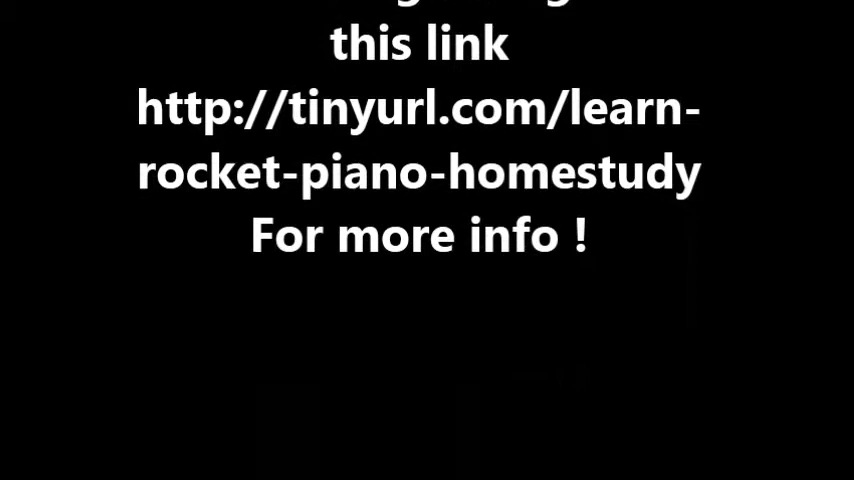 this link
http://tinyurl.com/learn-
rocket-piano-homestudy
For more info !